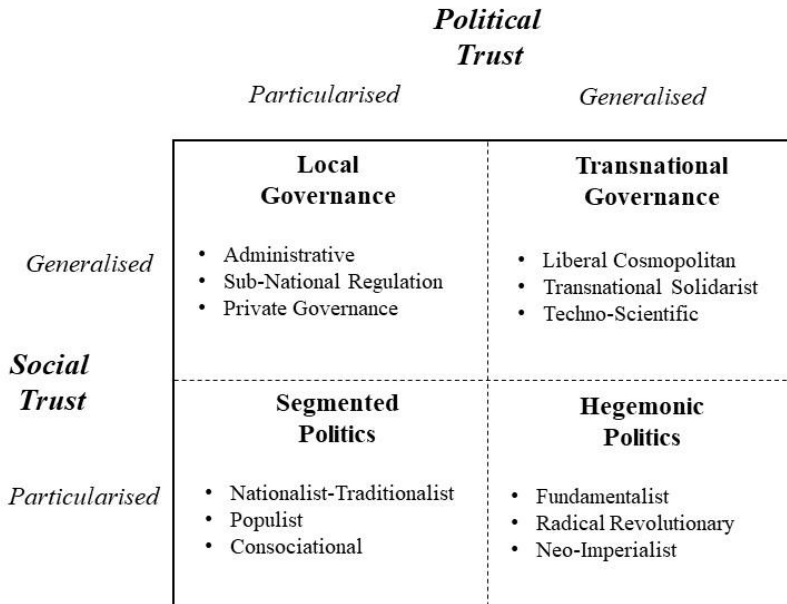 Political
Trust
Particularised
Generalised
Local
Governance
Transnational
Governance
Generalised
• Administrative
• Sub-National Regulation
• Private Governance
• Liberal Cosmopolitan
• Transnational Solidarist
• Techno-Scientific
Social
Trust
Segmented
Politics
Hegemonic
Politics
Particularised
• Nationalist-Traditionalist
• Populist
• Consociational
• Fundamentalist
• Radical Revolutionary
• Neo-Imperialist